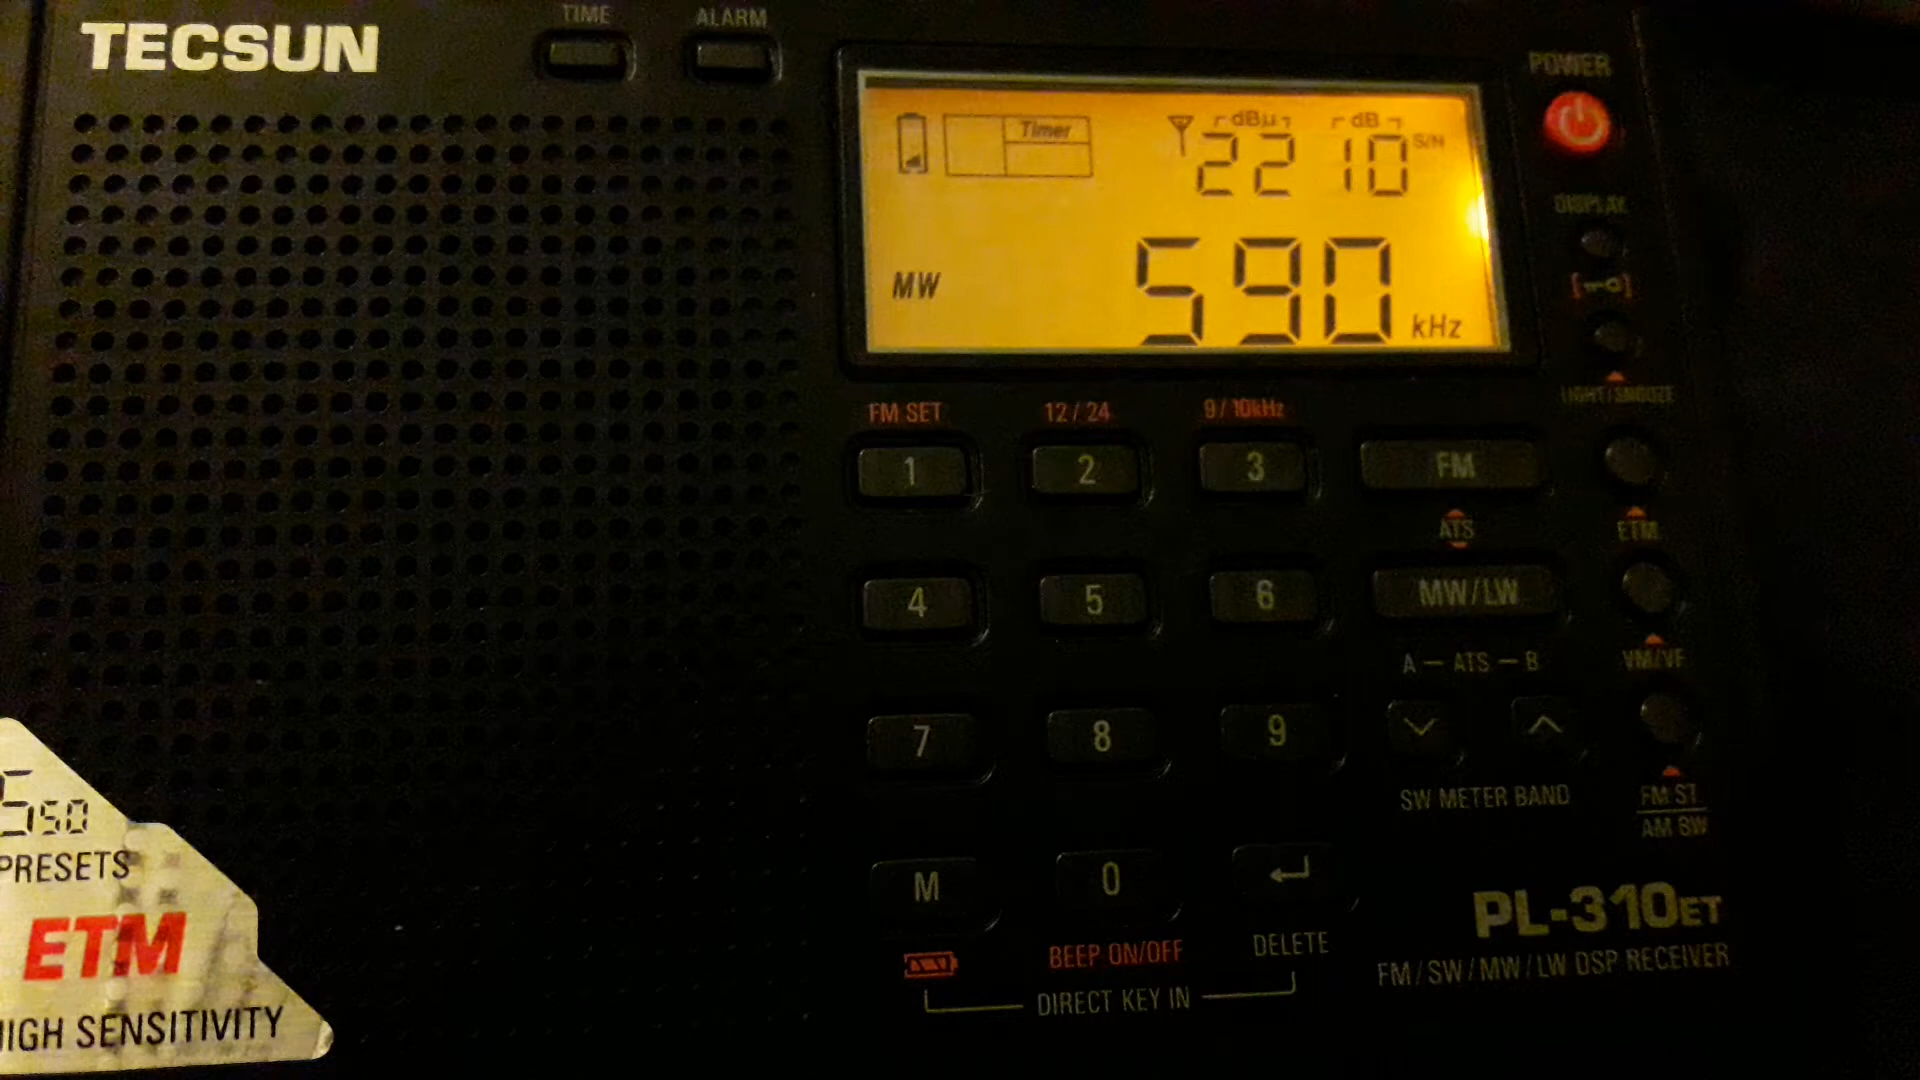 TECSUN
TIME
ALARM
POWER
Timer
dBµ
dB
22
10
S/N
DISPLAY
MW
590
kHz
LIGHT/SNOOZE
FM SET
12/24
9/10kHz
1
2
3
FM
ATS
ETM
4
5
6
MW/LW
A — ATS — B
VM/VF
7
8
9
SW METER BAND
FM ST
AM BW
550
PRESETS
ETM
HIGH SENSITIVITY
M
0
BEEP ON/OFF
DELETE
DIRECT KEY IN
PL-310ET
FM/SW/MW/LW DSP RECEIVER